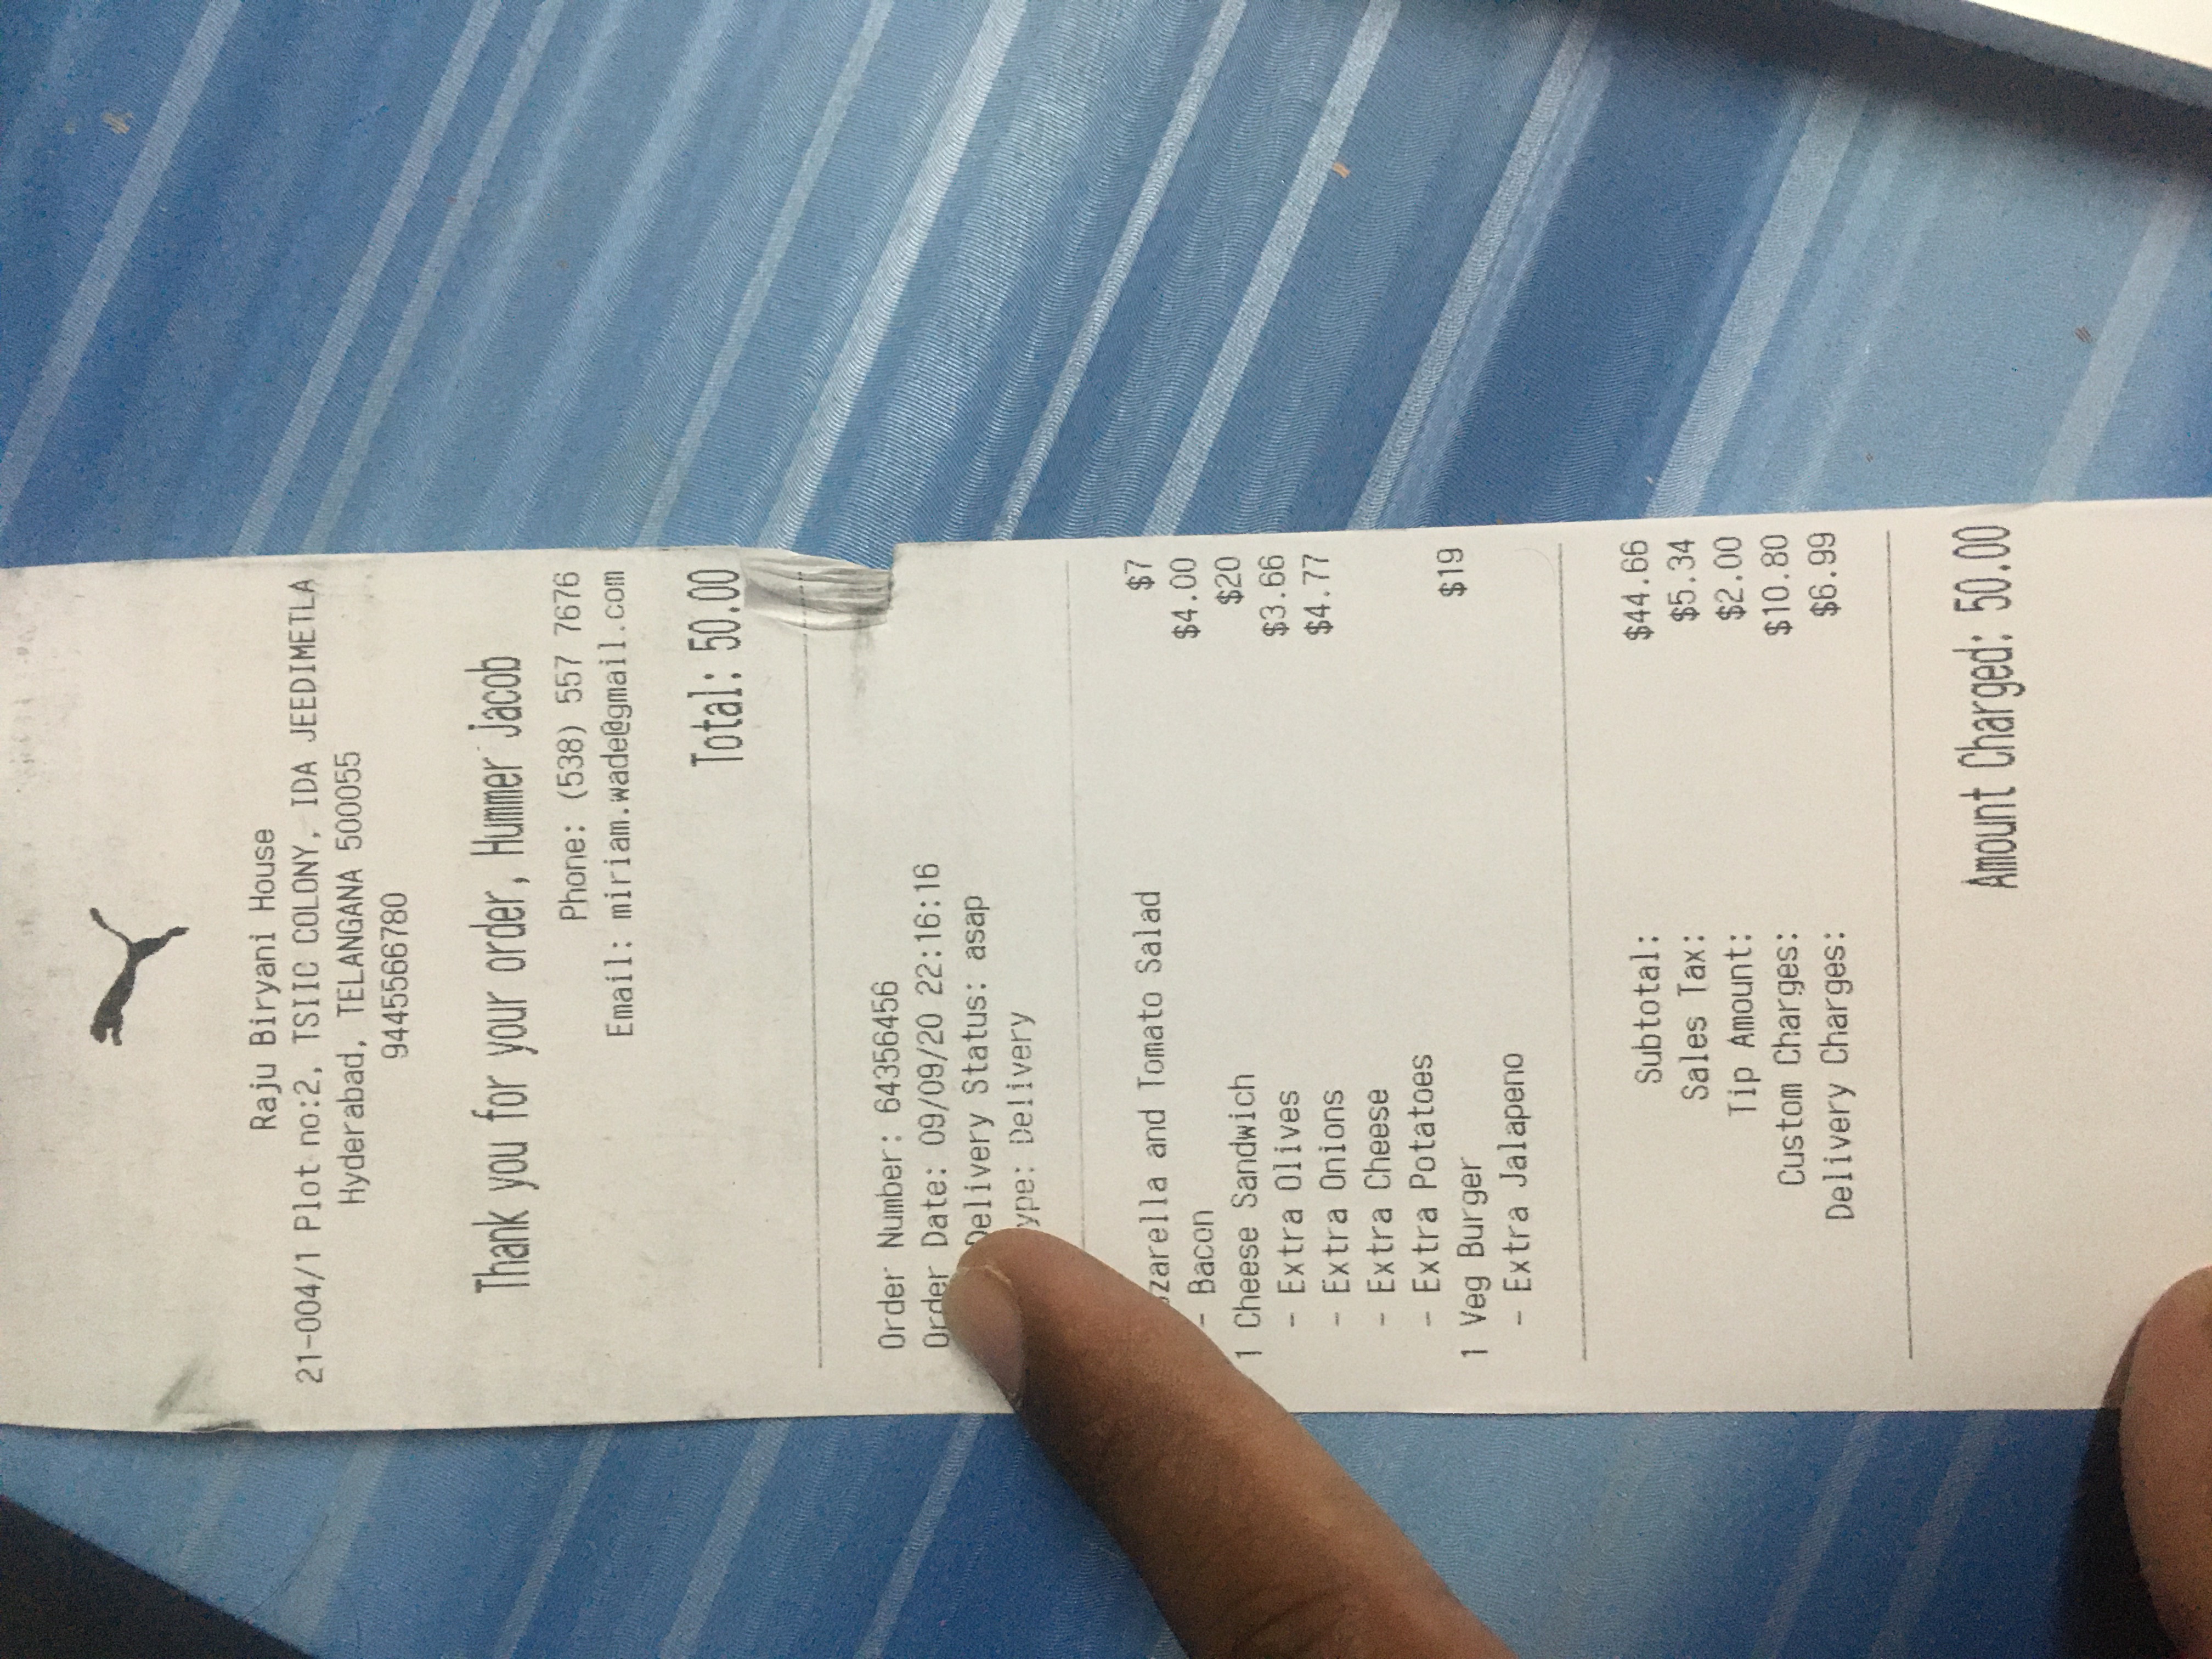 Raju Biryani House
21-004/1 Plot no:2, TSIIC COLONY, IDA JEEDIMETLA
Hyderabad, TELANGANA 500055
9445566780
Thank you for your order, Hummer Jacob
Phone: (538) 557 7676
Email: miriam.wade@gmail.com
Total: 50.00
Order Number: 64356456
Order Date: 09/09/20 22:16:16
Delivery Status: asap
ype: Delivery
zarella and Tomato Salad $7
- Bacon $4.00
1 Cheese Sandwich $20
- Extra Olives $3.66
- Extra Onions $4.77
- Extra Cheese
- Extra Potatoes
1 Veg Burger $19
- Extra Jalapeno
Subtotal: $44.66
Sales Tax: $5.34
Tip Amount: $2.00
Custom Charges: $10.80
Delivery Charges: $6.99
Amount Charged: 50.00